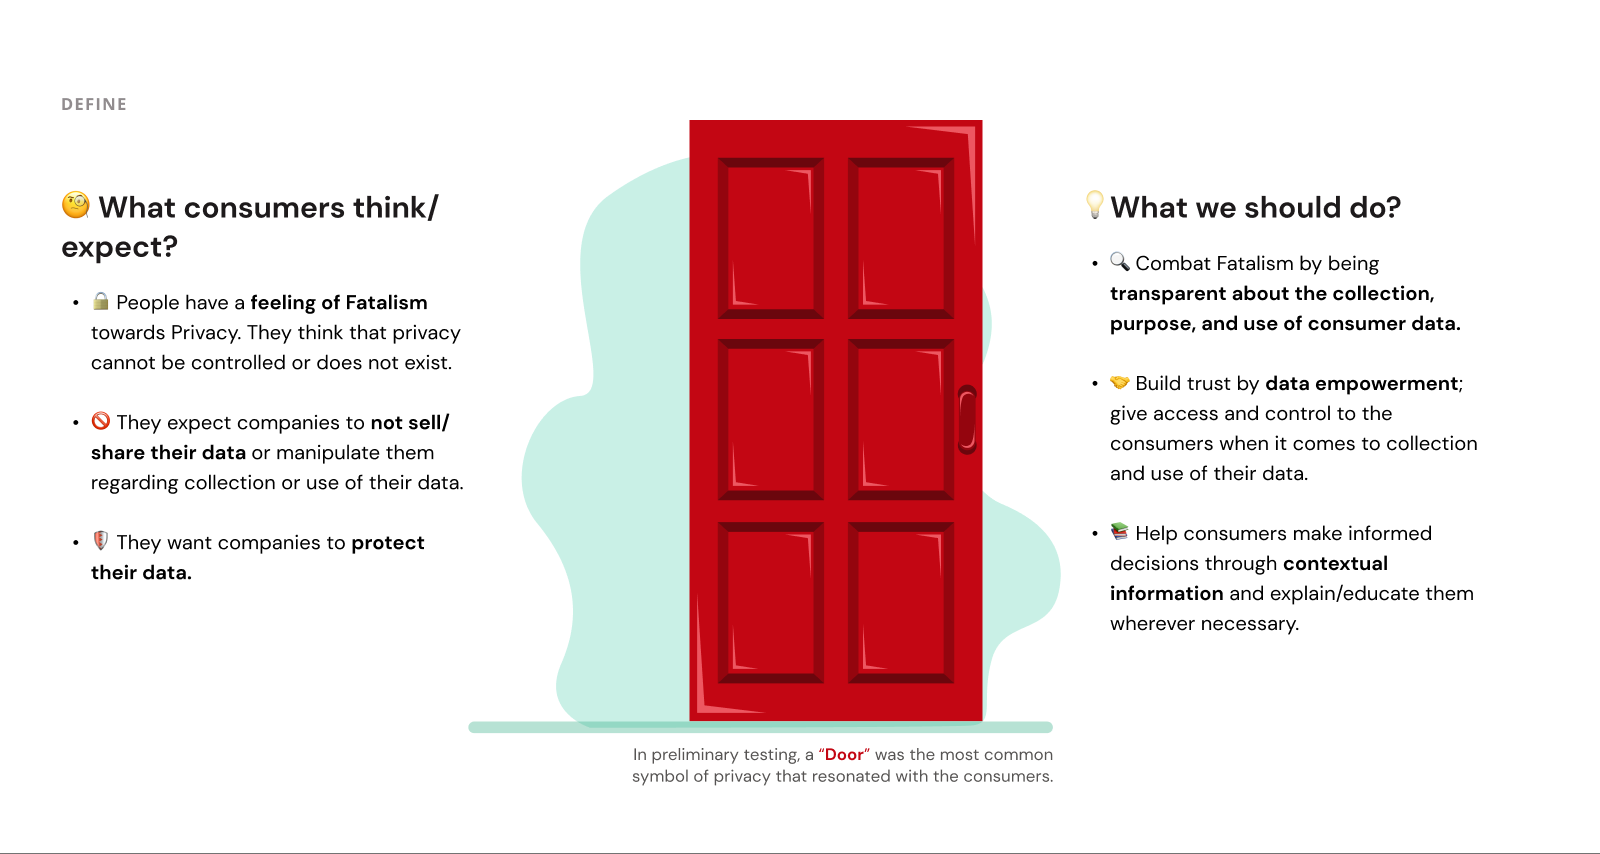 DEFINE
🧐 What consumers think/
expect?
• 🔒 People have a feeling of Fatalism
towards Privacy. They think that privacy
cannot be controlled or does not exist.
• 🚫 They expect companies to not sell/
share their data or manipulate them
regarding collection or use of their data.
• 🛡 They want companies to protect
their data.
In preliminary testing, a “Door” was the most common
symbol of privacy that resonated with the consumers.
💡 What we should do?
• 🔍 Combat Fatalism by being
transparent about the collection,
purpose, and use of consumer data.
• 🤝 Build trust by data empowerment;
give access and control to the
consumers when it comes to collection
and use of their data.
• 📚 Help consumers make informed
decisions through contextual
information and explain/educate them
wherever necessary.